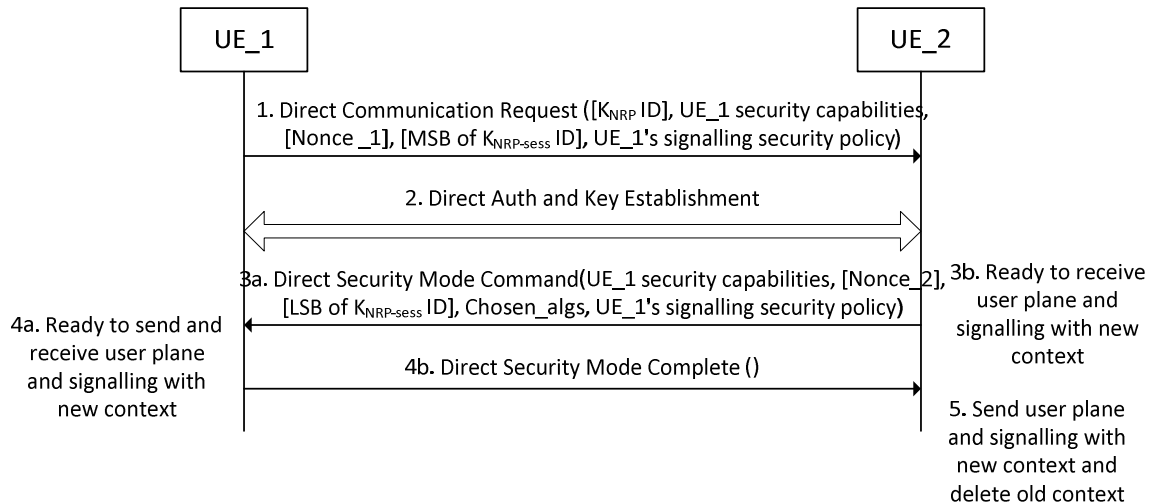 UE_1
UE_2
1. Direct Communication Request ([KNRP ID], UE_1 security capabilities,
[Nonce _1], [MSB of KNRP-sess ID], UE_1's signalling security policy)
2. Direct Auth and Key Establishment
3a. Direct Security Mode Command(UE_1 security capabilities, [Nonce_2],
[LSB of KNRP-sess ID], Chosen_algs, UE_1's signalling security policy)
3b. Ready to receive
user plane and
signalling with new
context
4a. Ready to send and
receive user plane
and signalling with
new context
4b. Direct Security Mode Complete ()
5. Send user plane
and signalling with
new context and
delete old context